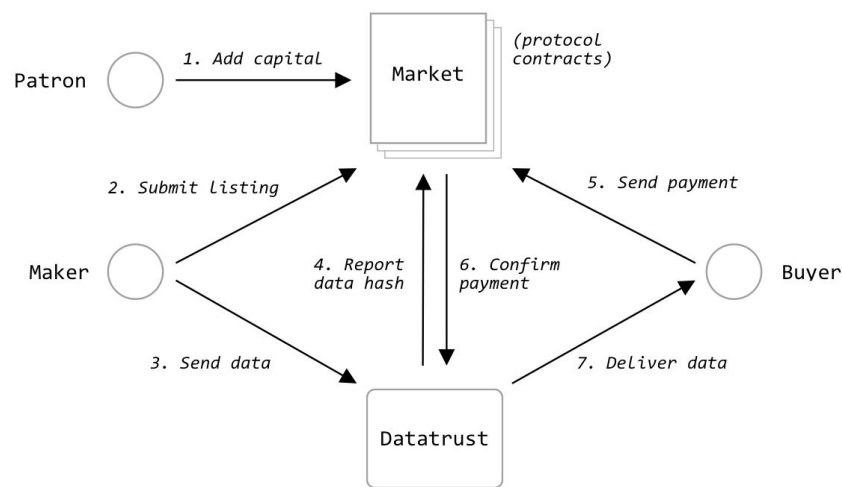 1. Add capital
(protocol
contracts)
Market
Patron
2. Submit listing
5. Send payment
4. Report
data hash
6. Confirm
payment
Maker
Buyer
3. Send data
7. Deliver data
Datatrust